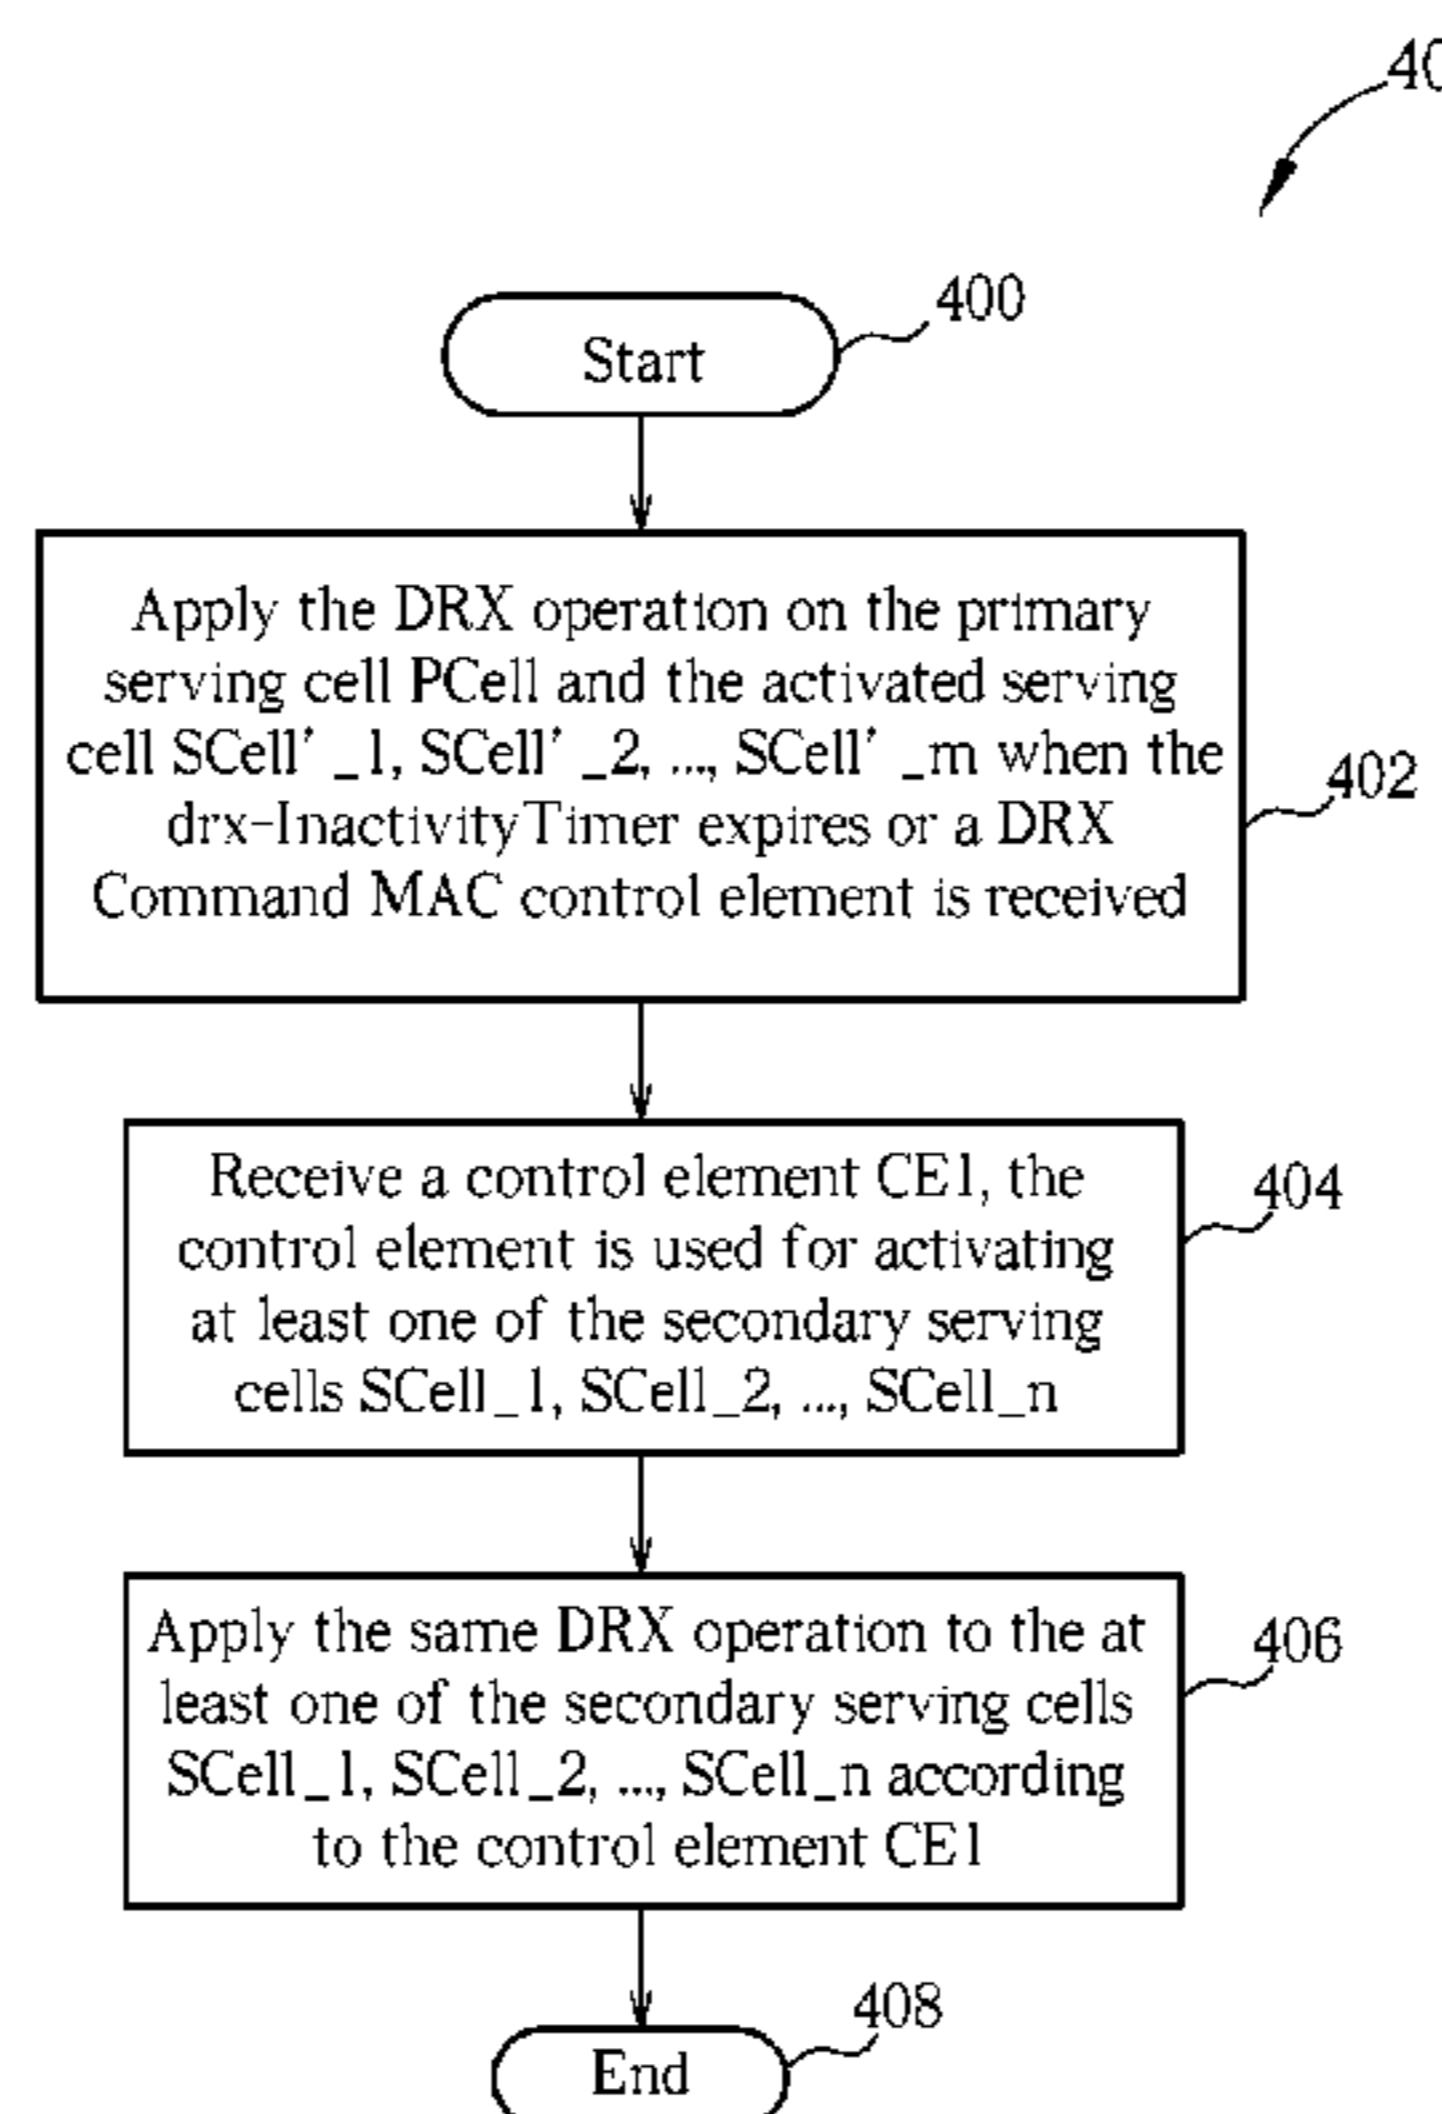 400
Start
Apply the DRX operation on the primary
serving cell PCell and the activated serving
cell SCell'_1, SCell'_2, ..., SCell'_m when the
drx-InactivityTimer expires or a DRX
Command MAC control element is received
402
Receive a control element CE1, the
control element is used for activating
at least one of the secondary serving
cells SCell_1, SCell_2, ..., SCell_n
404
Apply the same DRX operation to the at
least one of the secondary serving cells
SCell_1, SCell_2, ..., SCell_n according
to the control element CE1
406
408
End